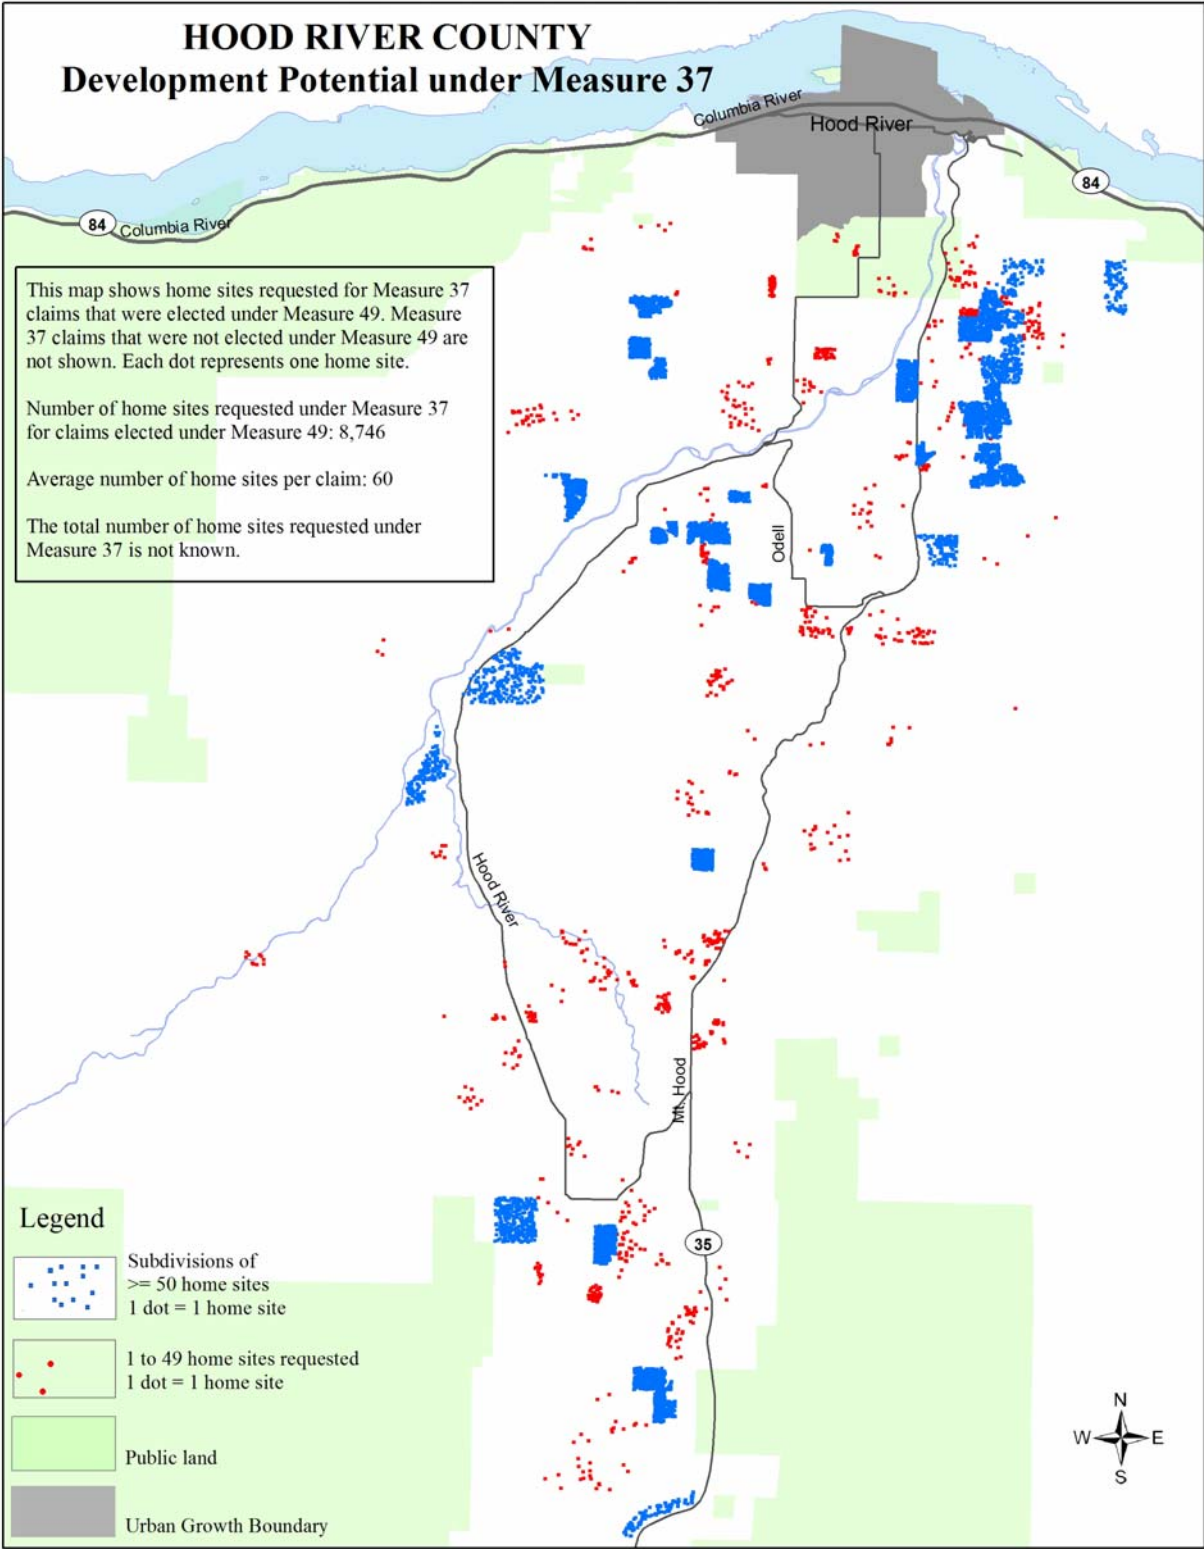 HOOD RIVER COUNTY
Development Potential under Measure 37
Columbia River
Hood River
84
84
Columbia River
This map shows home sites requested for Measure 37
claims that were elected under Measure 49. Measure
37 claims that were not elected under Measure 49 are
not shown. Each dot represents one home site.
Number of home sites requested under Measure 37
for claims elected under Measure 49: 8,746
Average number of home sites per claim: 60
The total number of home sites requested under
Measure 37 is not known.
Odell
Hood River
Mt. Hood
35
Legend
Subdivisions of
>= 50 home sites
1 dot = 1 home site
1 to 49 home sites requested
1 dot = 1 home site
Public land
Urban Growth Boundary
N
W E
S